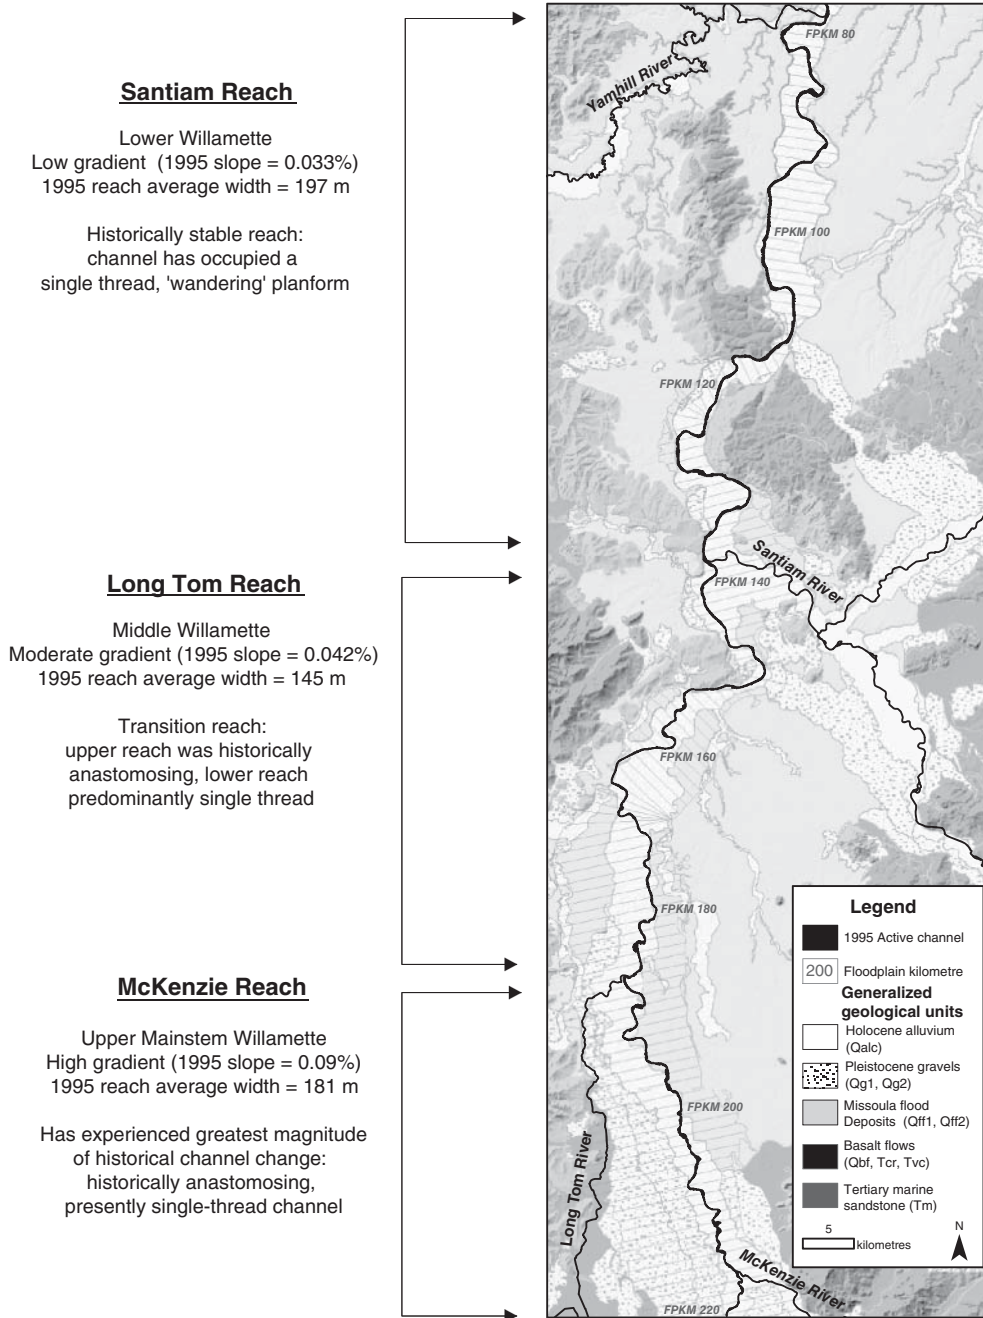 Santiam Reach
Lower Willamette
Low gradient (1995 slope = 0.033%)
1995 reach average width = 197 m
Historically stable reach:
channel has occupied a
single thread, 'wandering' planform
Long Tom Reach
Middle Willamette
Moderate gradient (1995 slope = 0.042%)
1995 reach average width = 145 m
Transition reach:
upper reach was historically
anastomosing, lower reach
predominantly single thread
McKenzie Reach
Upper Mainstem Willamette
High gradient (1995 slope = 0.09%)
1995 reach average width = 181 m
Has experienced greatest magnitude
of historical channel change:
historically anastomosing,
presently single-thread channel
FPKM 80
Yamhill River
FPKM 100
FPKM 120
Santiam River
FPKM 140
FPKM 160
FPKM 180
FPKM 200
Long Tom River
McKenzie River
FPKM 220
Legend
1995 Active channel
200 Floodplain kilometre
Generalized
geological units
Holocene alluvium
(Qalc)
Pleistocene gravels
(Qg1, Qg2)
Missoula flood
Deposits (Qff1, Qff2)
Basalt flows
(Qbf, Tcr, Tvc)
Tertiary marine
sandstone (Tm)
5
kilometres
N